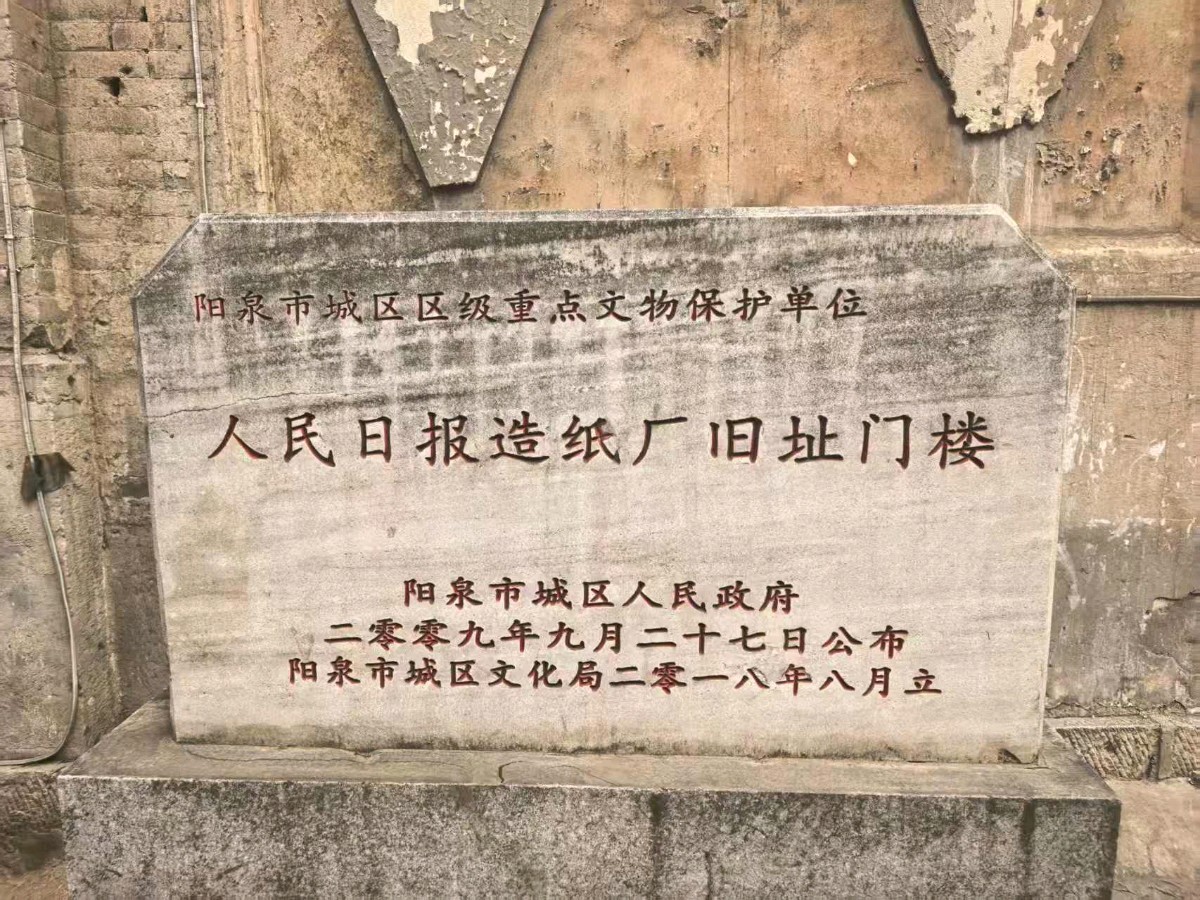 阳泉市城区区级重点文物保护单位
人民日报造纸厂旧址门楼
阳泉市城区人民政府
二零零九年九月二十七日公布
阳泉市城区文化局二零一八年八月立